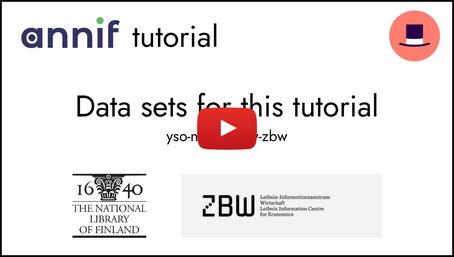 annif tutorial
Data sets for this tutorial
16 40
THE NATIONAL
LIBRARY
OF FINLAND
ZBW
Leibniz-Informationszentrum
Wirtschaft
Leibniz Information Centre
for Economics